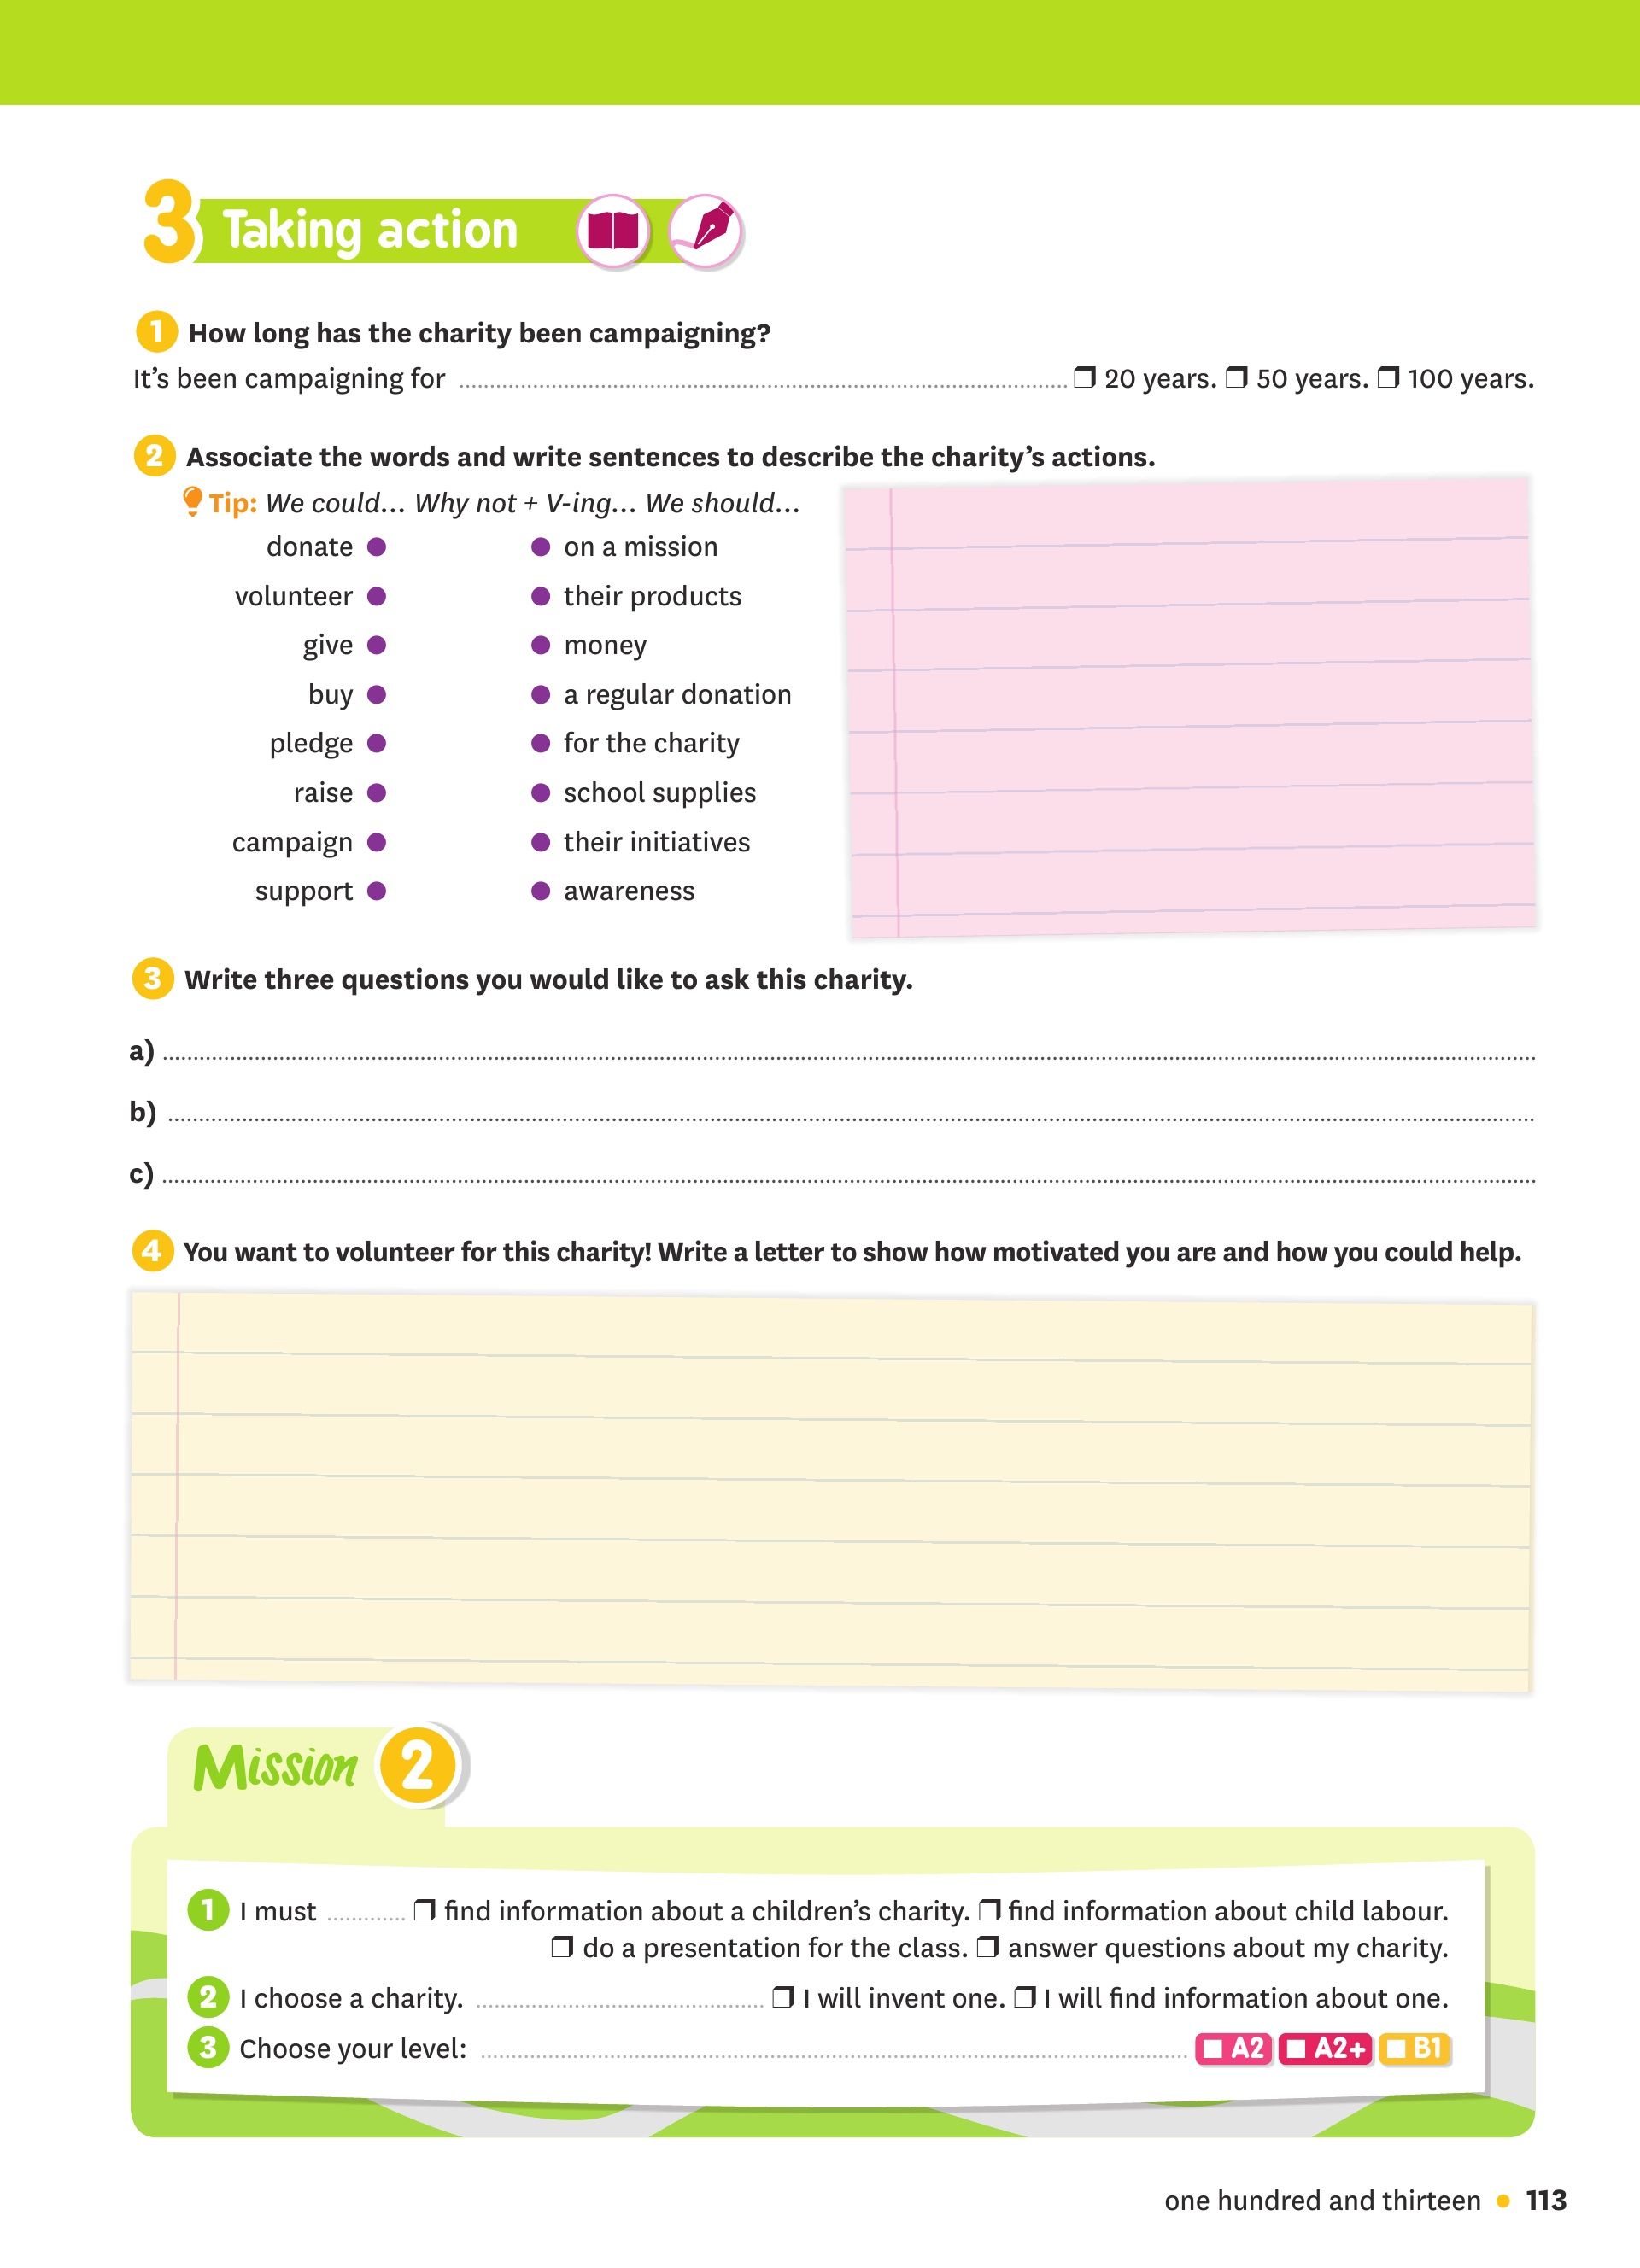 3 Taking action
1 How long has the charity been campaigning?
It's been campaigning for ........ ❒ 20 years. ❒ 50 years. ❒ 100 years.
2 Associate the words and write sentences to describe the charity's actions.
Tip: We could... Why not + V-ing... We should...
donate ● ● on a mission
volunteer ● ● their products
give ● ● money
buy ● ● a regular donation
pledge ● ● for the charity
raise ● ● school supplies
campaign ● ● their initiatives
support ● ● awareness
3 Write three questions you would like to ask this charity.
a) ........
b) ........
c) ........
4 You want to volunteer for this charity! Write a letter to show how motivated you are and how you could help.
Mission 2
1 I must ........ ❒ find information about a children's charity. ❒ find information about child labour.
❒ do a presentation for the class. ❒ answer questions about my charity.
2 I choose a charity. ........ ❒ I will invent one. ❒ I will find information about one.
3 Choose your level: ........ ■ A2 ■ A2+ ■ B1
one hundred and thirteen ● 113